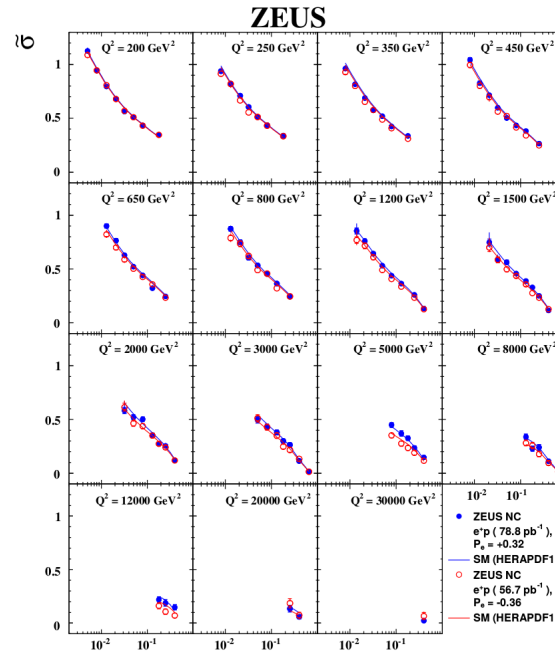 ZEUS
σ̃
Q² = 200 GeV² Q² = 250 GeV² Q² = 350 GeV² Q² = 450 GeV²
1
0.5
0
Q² = 650 GeV² Q² = 800 GeV² Q² = 1200 GeV² Q² = 1500 GeV²
1
0.5
0
Q² = 2000 GeV² Q² = 3000 GeV² Q² = 5000 GeV² Q² = 8000 GeV²
1
0.5
0
Q² = 12000 GeV² Q² = 20000 GeV² Q² = 30000 GeV² 10⁻² 10⁻¹
1
0.5
0
ZEUS NC
e⁺p ( 78.8 pb⁻¹),
Pₑ = +0.32
SM (HERAPDF1
ZEUS NC
e⁺p ( 56.7 pb⁻¹),
Pₑ = -0.36
SM (HERAPDF1
10⁻² 10⁻¹ 10⁻² 10⁻¹ 10⁻² 10⁻¹